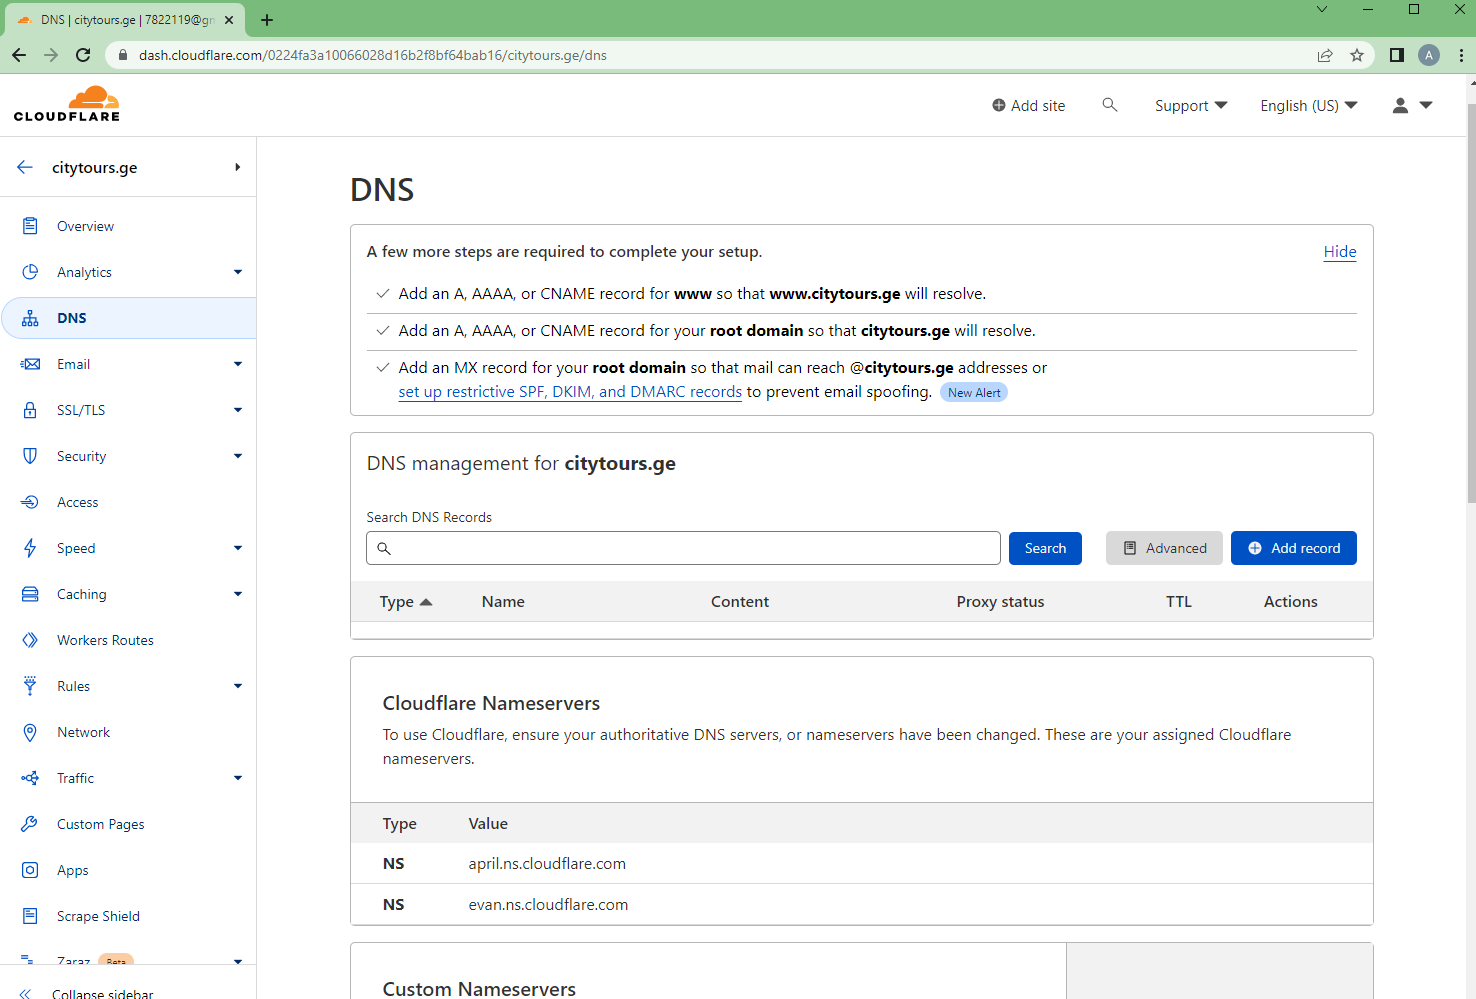 DNS | citytours.ge | 7822119@gm
dash.cloudflare.com/0224fa3a10066028d16b2f8bf64bab16/citytours.ge/dns
A
CLOUDFLARE
Add site
Support
English (US)
citytours.ge
Overview
Analytics
DNS
Email
SSL/TLS
Security
Access
Speed
Caching
Workers Routes
Rules
Network
Traffic
Custom Pages
Apps
Scrape Shield
Zaraz Beta
Collapse sidebar
DNS
A few more steps are required to complete your setup.
Hide
Add an A, AAAA, or CNAME record for www so that www.citytours.ge will resolve.
Add an A, AAAA, or CNAME record for your root domain so that citytours.ge will resolve.
Add an MX record for your root domain so that mail can reach @citytours.ge addresses or
set up restrictive SPF, DKIM, and DMARC records to prevent email spoofing. New Alert
DNS management for citytours.ge
Search DNS Records
Search
Advanced
Add record
Type Name Content Proxy status TTL Actions
Cloudflare Nameservers
To use Cloudflare, ensure your authoritative DNS servers, or nameservers have been changed. These are your assigned Cloudflare
nameservers.
Type Value
NS april.ns.cloudflare.com
NS evan.ns.cloudflare.com
Custom Nameservers